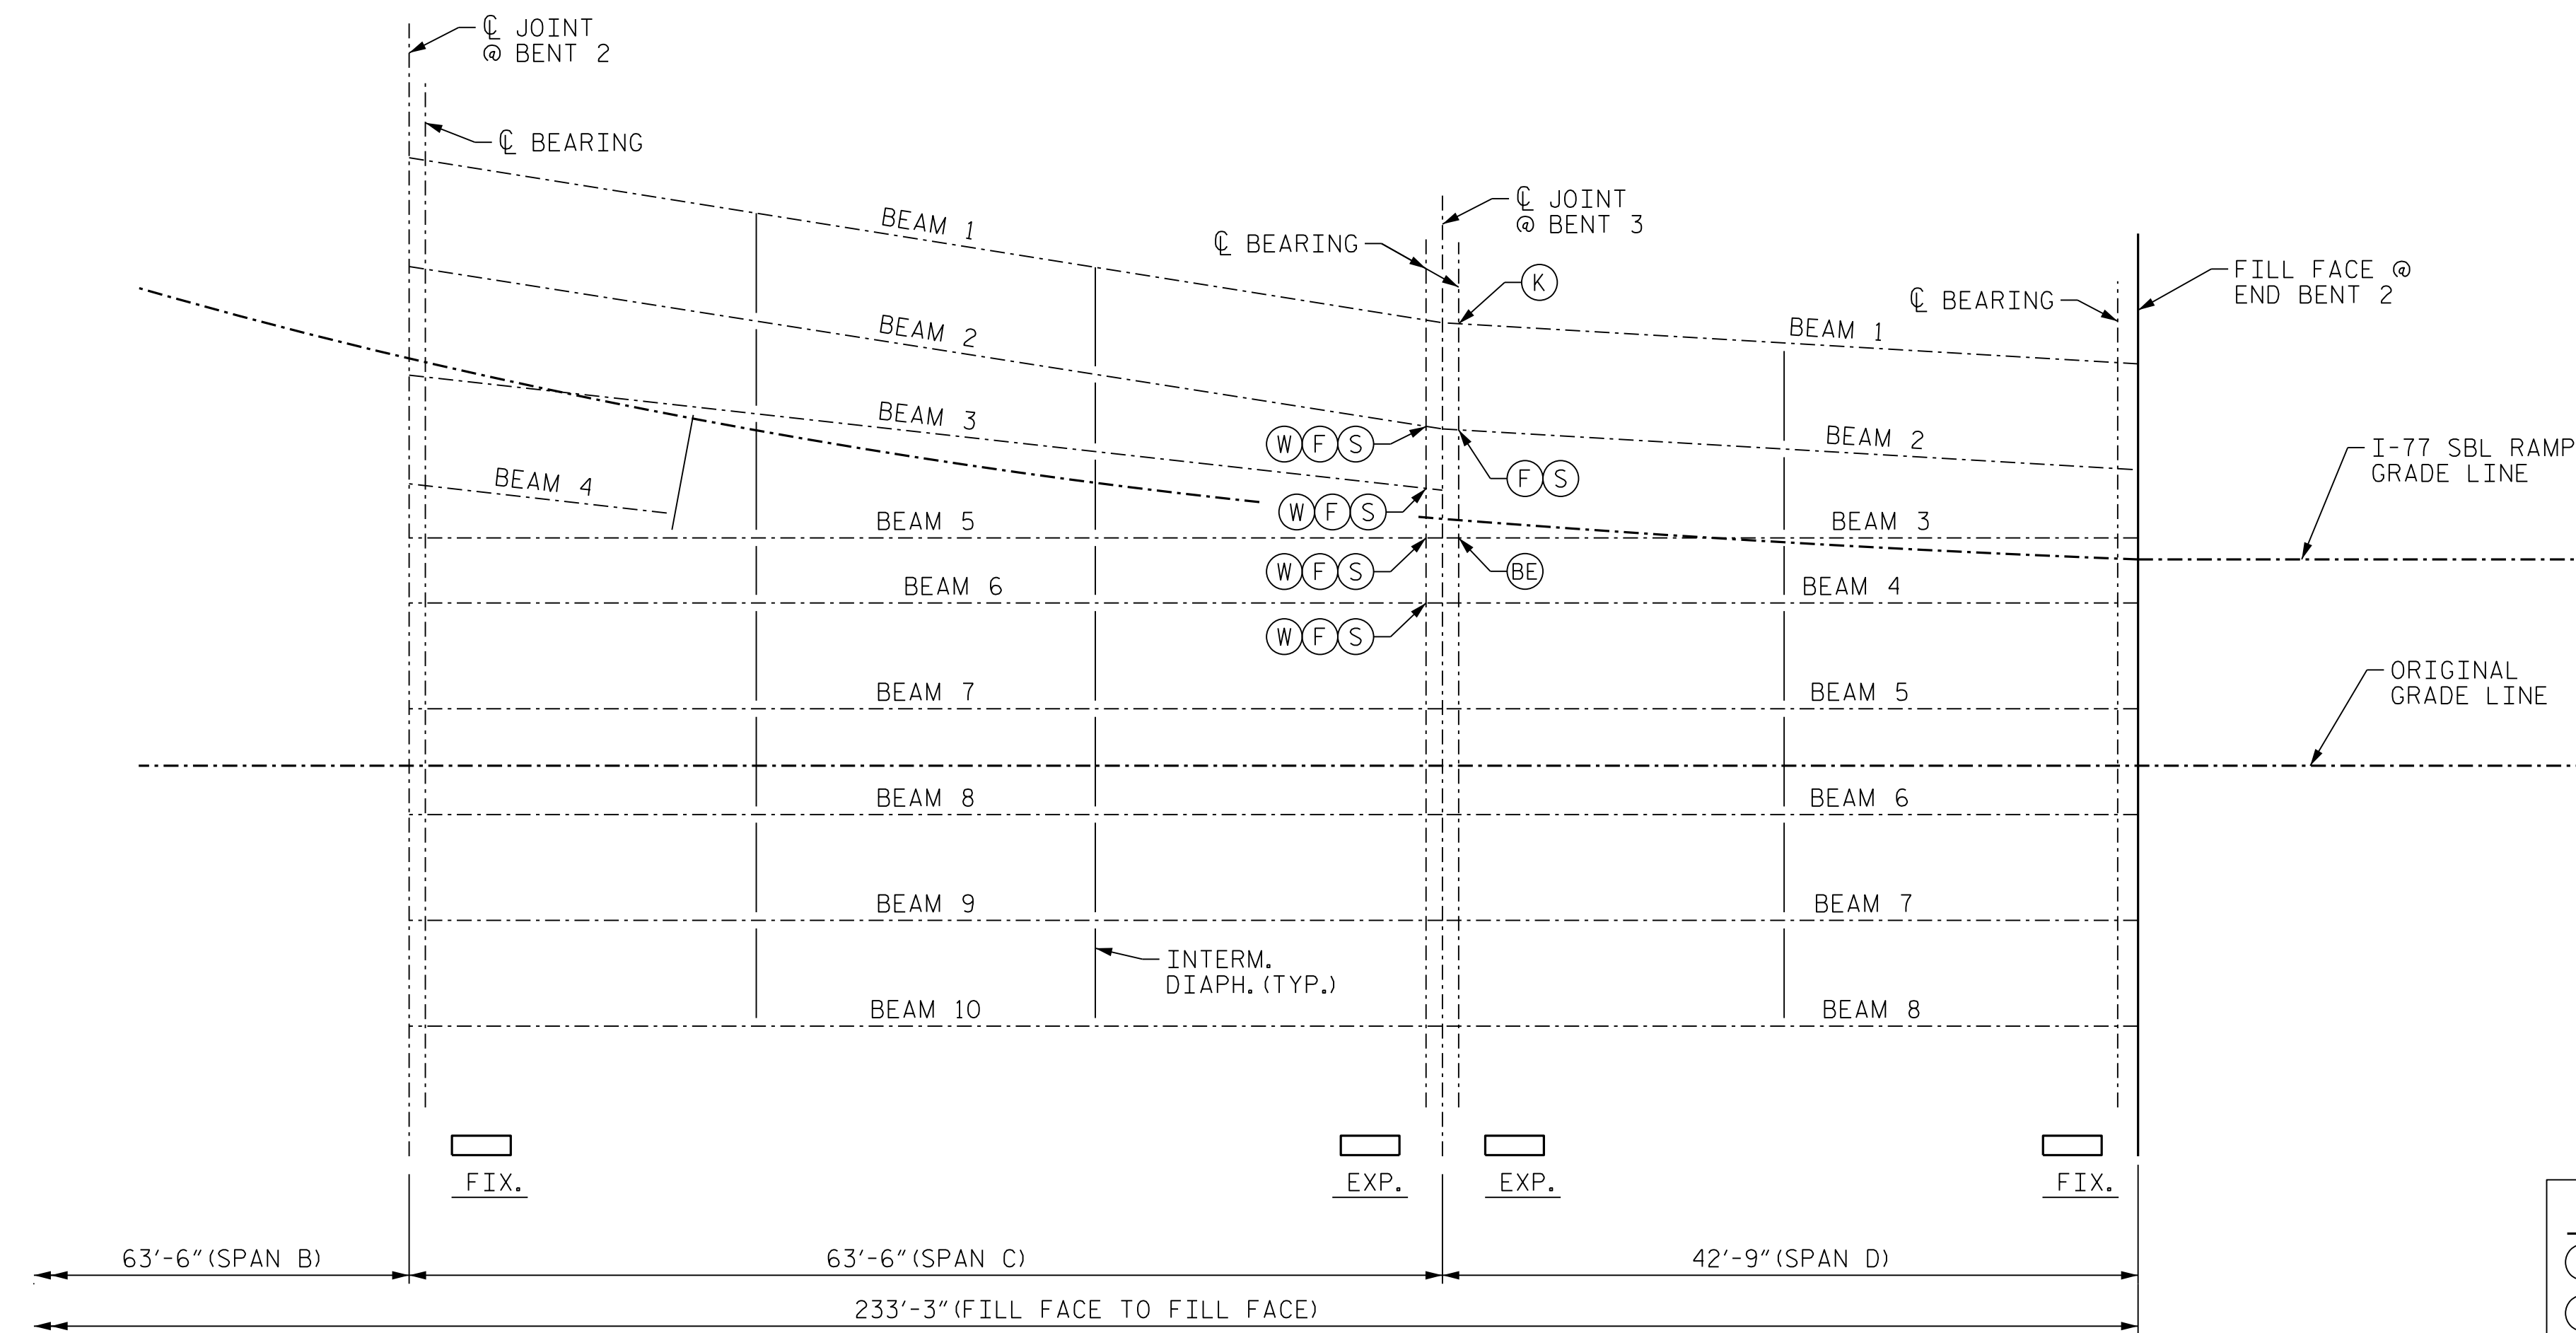 ℄ JOINT
@ BENT 2
℄ BEARING
℄ JOINT
@ BENT 3
℄ BEARING
K
℄ BEARING
FILL FACE @
END BENT 2
BEAM 1
BEAM 2
BEAM 3
BEAM 4
BEAM 5
BEAM 6
BEAM 7
BEAM 8
BEAM 9
BEAM 10
W F S
W F S
W F S
W F S
F S
BE
BEAM 1
BEAM 2
BEAM 3
BEAM 4
BEAM 5
BEAM 6
BEAM 7
BEAM 8
I-77 SBL RAMP
GRADE LINE
ORIGINAL
GRADE LINE
INTERM.
DIAPH. (TYP.)
FIX.
EXP.
EXP.
FIX.
63'-6" (SPAN B)
63'-6" (SPAN C)
42'-9" (SPAN D)
233'-3" (FILL FACE TO FILL FACE)